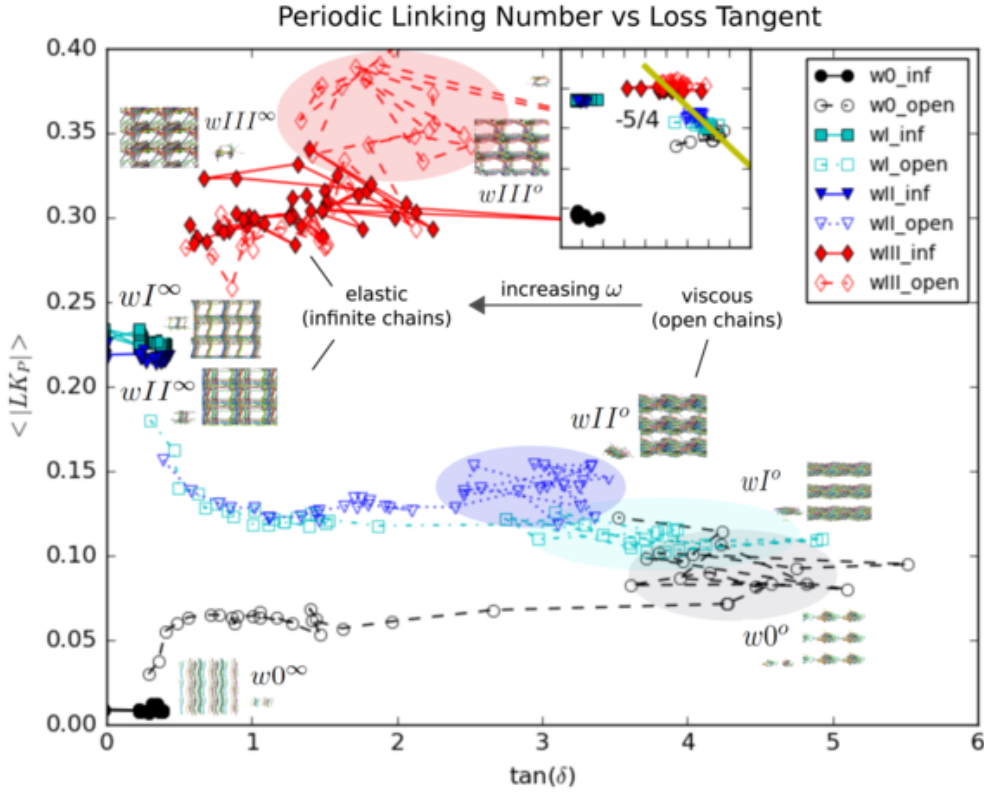 Periodic Linking Number vs Loss Tangent
0.40
0.35
0.30
0.25
0.20
0.15
0.10
0.05
0.00
< |LK_P| >
0
1
2
3
4
5
6
tan(δ)
wIII^∞
wIII^o
-5/4
w0_inf
w0_open
wI_inf
wI_open
wII_inf
wII_open
wIII_inf
wIII_open
wI^∞
elastic
(infinite chains)
increasing ω
viscous
(open chains)
wII^∞
wII^o
wI^o
w0^o
w0^∞